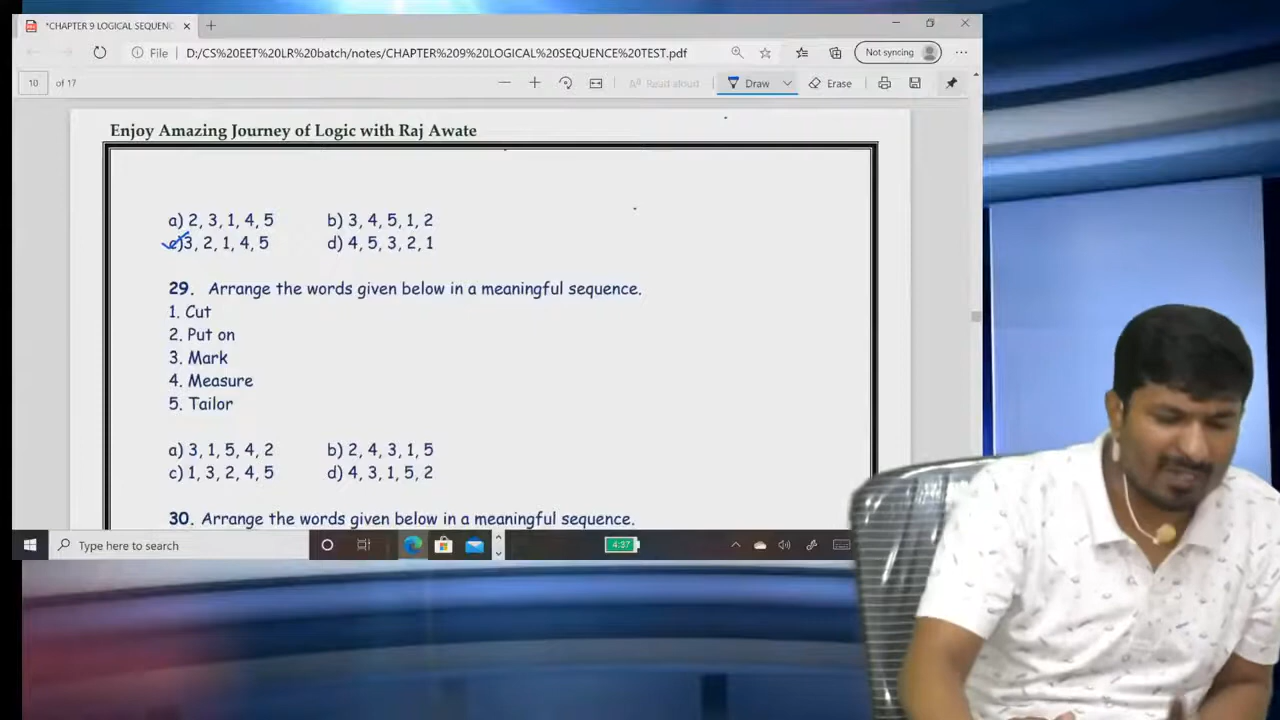 *CHAPTER 9 LOGICAL SEQUENC
File D:/CS%20EET%20LR%20batch/notes/CHAPTER%209%20LOGICAL%20SEQUENCE%20TEST.pdf Not syncing
10 of 17 Read aloud Draw Erase
Enjoy Amazing Journey of Logic with Raj Awate
a) 2, 3, 1, 4, 5 b) 3, 4, 5, 1, 2
c) 3, 2, 1, 4, 5 d) 4, 5, 3, 2, 1
29. Arrange the words given below in a meaningful sequence.
1. Cut
2. Put on
3. Mark
4. Measure
5. Tailor
a) 3, 1, 5, 4, 2 b) 2, 4, 3, 1, 5
c) 1, 3, 2, 4, 5 d) 4, 3, 1, 5, 2
30. Arrange the words given below in a meaningful sequence.
Type here to search 4:37